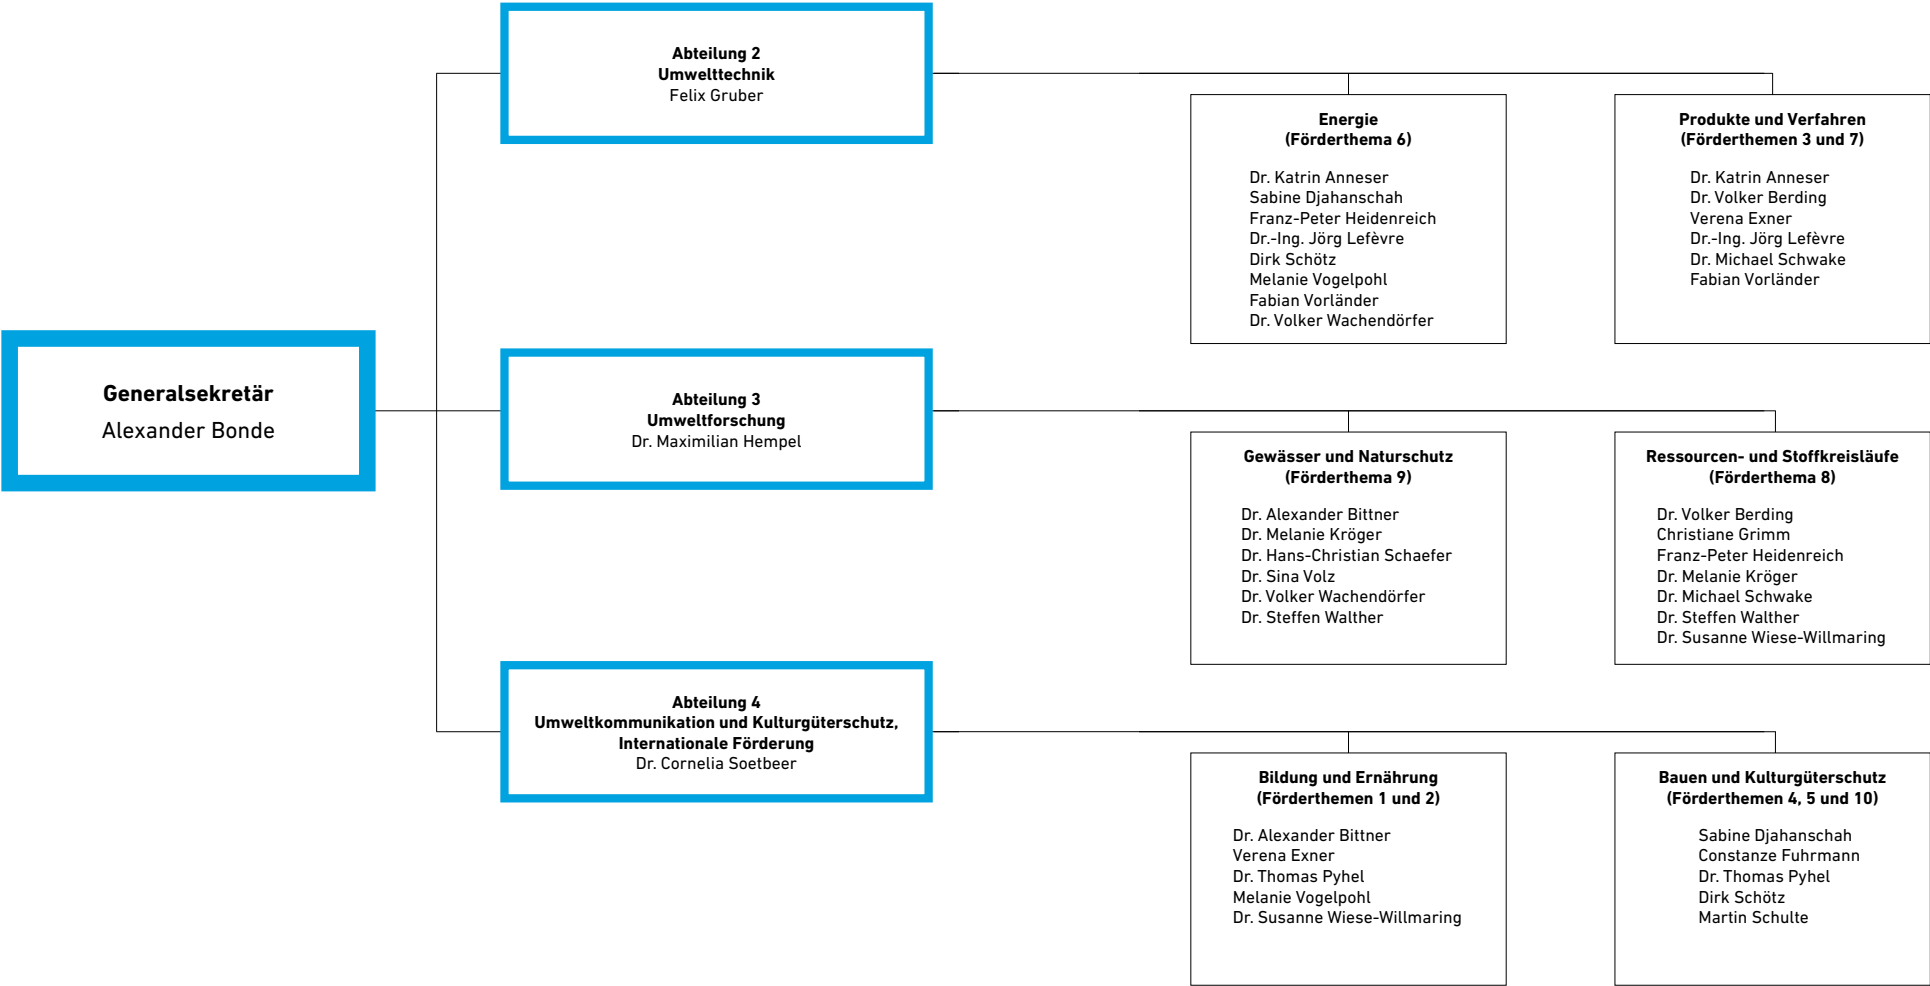 Generalsekretär
Alexander Bonde
Abteilung 2
Umwelttechnik
Felix Gruber
Energie
(Förderthema 6)
Dr. Katrin Anneser
Sabine Djahanschah
Franz-Peter Heidenreich
Dr.-Ing. Jörg Lefèvre
Dirk Schötz
Melanie Vogelpohl
Fabian Vorländer
Dr. Volker Wachendörfer
Produkte und Verfahren
(Förderthemen 3 und 7)
Dr. Katrin Anneser
Dr. Volker Berding
Verena Exner
Dr.-Ing. Jörg Lefèvre
Dr. Michael Schwake
Fabian Vorländer
Abteilung 3
Umweltforschung
Dr. Maximilian Hempel
Gewässer und Naturschutz
(Förderthema 9)
Dr. Alexander Bittner
Dr. Melanie Kröger
Dr. Hans-Christian Schaefer
Dr. Sina Volz
Dr. Volker Wachendörfer
Dr. Steffen Walther
Ressourcen- und Stoffkreisläufe
(Förderthema 8)
Dr. Volker Berding
Christiane Grimm
Franz-Peter Heidenreich
Dr. Melanie Kröger
Dr. Michael Schwake
Dr. Steffen Walther
Dr. Susanne Wiese-Willmaring
Abteilung 4
Umweltkommunikation und Kulturgüterschutz,
Internationale Förderung
Dr. Cornelia Soetbeer
Bildung und Ernährung
(Förderthemen 1 und 2)
Dr. Alexander Bittner
Verena Exner
Dr. Thomas Pyhel
Melanie Vogelpohl
Dr. Susanne Wiese-Willmaring
Bauen und Kulturgüterschutz
(Förderthemen 4, 5 und 10)
Sabine Djahanschah
Constanze Fuhrmann
Dr. Thomas Pyhel
Dirk Schötz
Martin Schulte